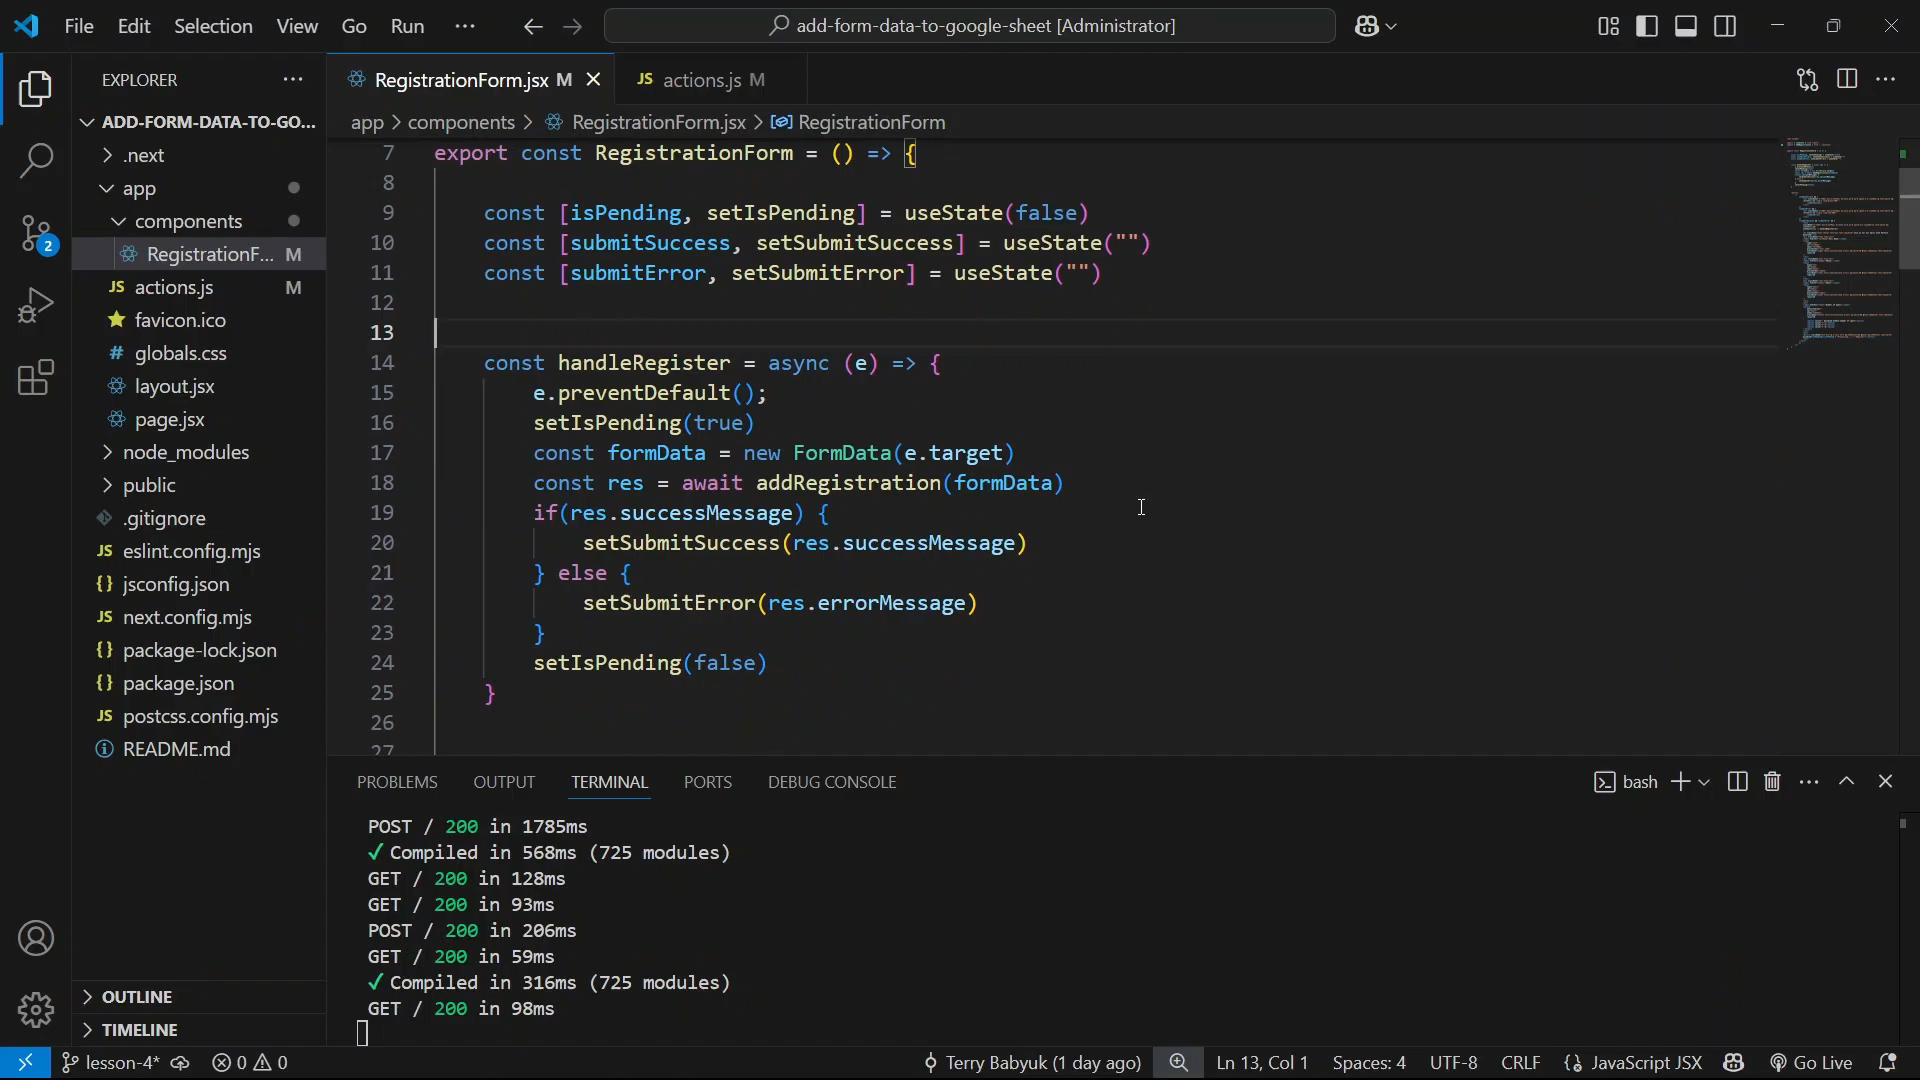 File Edit Selection View Go Run ··· add-form-data-to-google-sheet [Administrator]
EXPLORER
RegistrationForm.jsx M
JS actions.js M
app > components > RegistrationForm.jsx > RegistrationForm
ADD-FORM-DATA-TO-GO...
.next
app
components
RegistrationF... M
JS actions.js M
favicon.ico
# globals.css
layout.jsx
page.jsx
node_modules
public
.gitignore
JS eslint.config.mjs
{} jsconfig.json
JS next.config.mjs
{} package-lock.json
{} package.json
JS postcss.config.mjs
README.md
OUTLINE
TIMELINE
2
7 export const RegistrationForm = () => {
8
9 const [isPending, setIsPending] = useState(false)
10 const [submitSuccess, setSubmitSuccess] = useState("")
11 const [submitError, setSubmitError] = useState("")
12
13
14 const handleRegister = async (e) => {
15 e.preventDefault();
16 setIsPending(true)
17 const formData = new FormData(e.target)
18 const res = await addRegistration(formData)
19 if(res.successMessage) {
20 setSubmitSuccess(res.successMessage)
21 } else {
22 setSubmitError(res.errorMessage)
23 }
24 setIsPending(false)
25 }
26
27
PROBLEMS OUTPUT TERMINAL PORTS DEBUG CONSOLE bash
POST / 200 in 1785ms
✓ Compiled in 568ms (725 modules)
GET / 200 in 128ms
GET / 200 in 93ms
POST / 200 in 206ms
GET / 200 in 59ms
✓ Compiled in 316ms (725 modules)
GET / 200 in 98ms
lesson-4* 0 0 Terry Babyuk (1 day ago) Ln 13, Col 1 Spaces: 4 UTF-8 CRLF {} JavaScript JSX Go Live